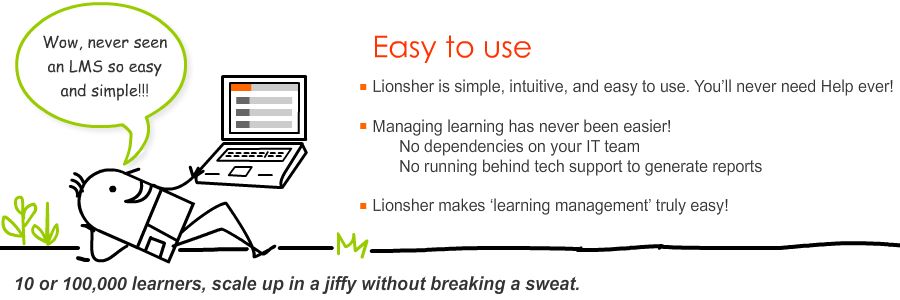 Wow, never seen
an LMS so easy
and simple!!!
Easy to use
Lionsher is simple, intuitive, and easy to use. You’ll never need Help ever!
Managing learning has never been easier!
No dependencies on your IT team
No running behind tech support to generate reports
Lionsher makes ‘learning management’ truly easy!
10 or 100,000 learners, scale up in a jiffy without breaking a sweat.